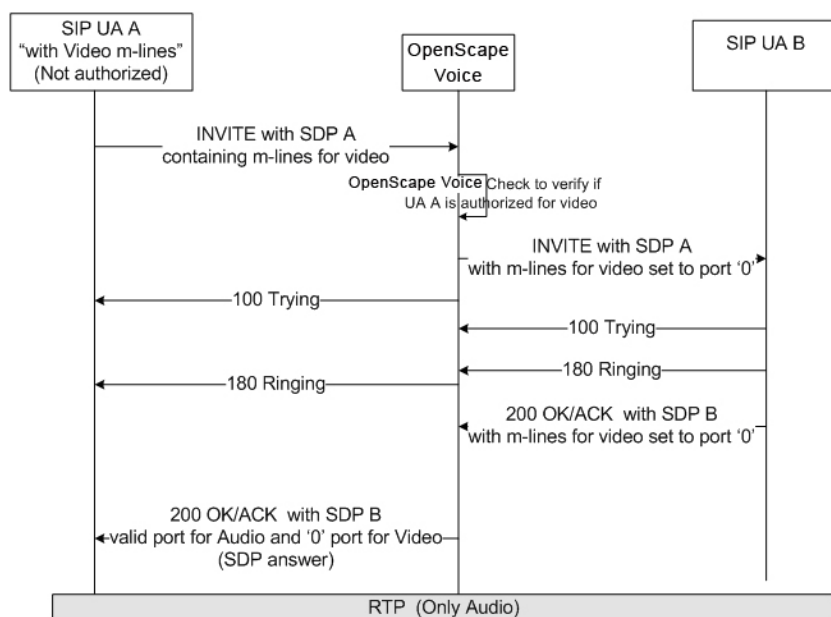 SIP UA A
“with Video m-lines”
(Not authorized)
OpenScape
Voice
SIP UA B
INVITE with SDP A
containing m-lines for video
OpenScape Voice Check to verify if
UA A is authorized for video
INVITE with SDP A
with m-lines for video set to port ‘0’
100 Trying
100 Trying
180 Ringing
180 Ringing
200 OK/ACK with SDP B
with m-lines for video set to port ‘0’
200 OK/ACK with SDP B
valid port for Audio and ‘0’ port for Video
(SDP answer)
RTP (Only Audio)